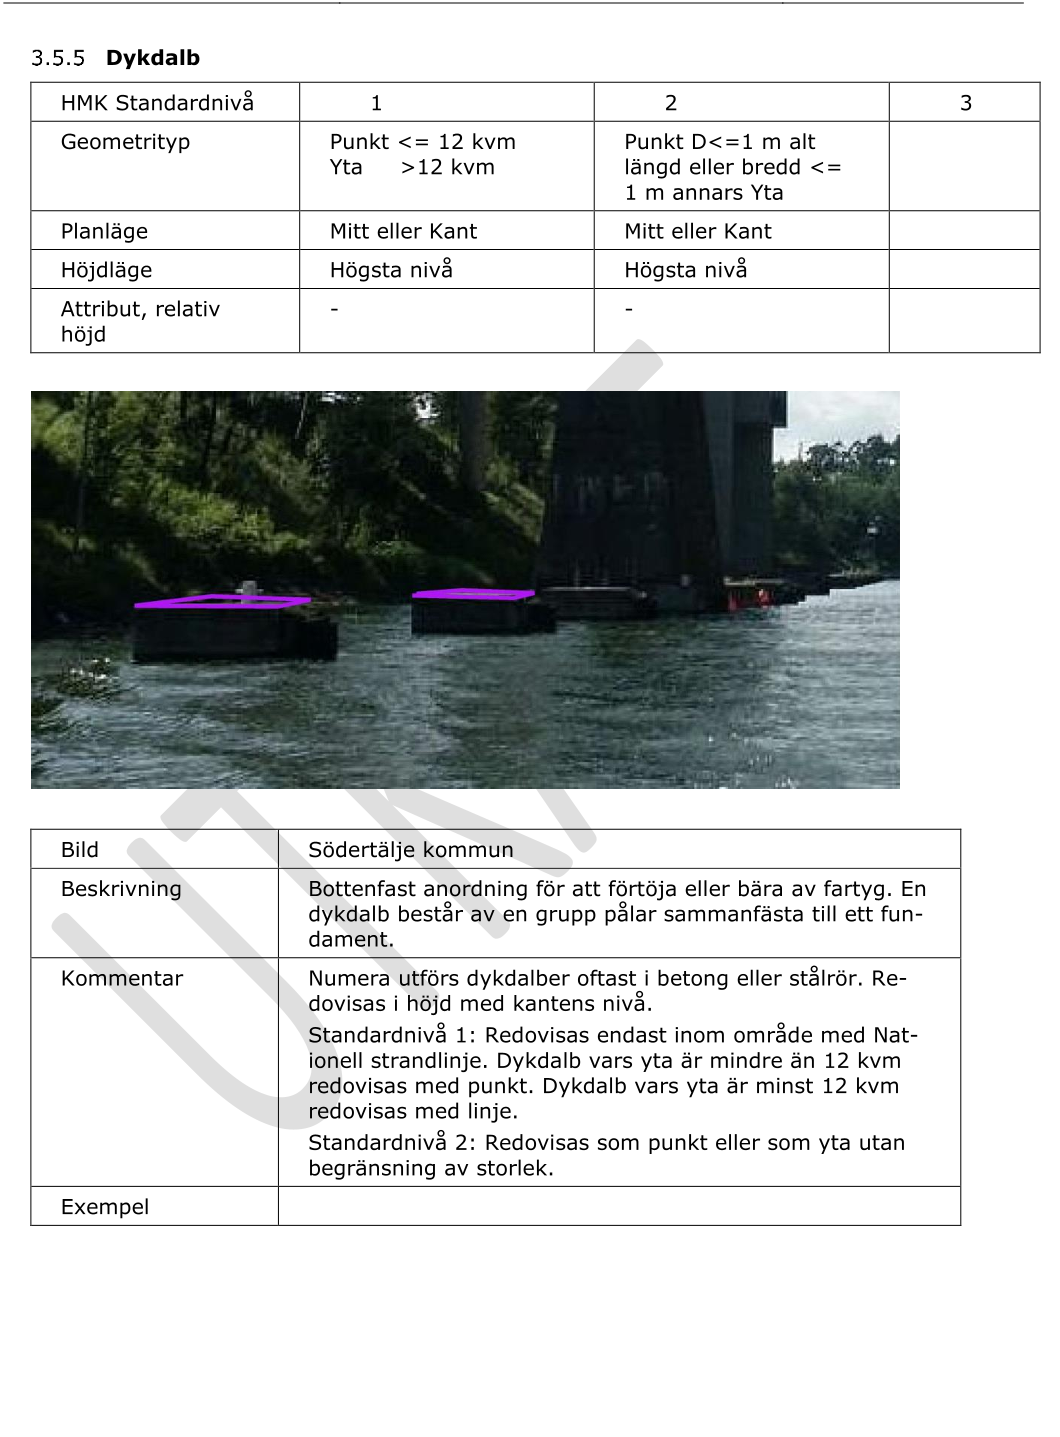 3.5.5 Dykdalb
HMK Standardnivå 1 2 3
Geometrityp Punkt <= 12 kvm Punkt D<=1 m alt
Yta >12 kvm längd eller bredd <=
1 m annars Yta
Planläge Mitt eller Kant Mitt eller Kant
Höjdläge Högsta nivå Högsta nivå
Attribut, relativ - -
höjd
Bild Södertälje kommun
Beskrivning Bottenfast anordning för att förtöja eller bära av fartyg. En
dykdalb består av en grupp pålar sammanfästa till ett fun-
dament.
Kommentar Numera utförs dykdalber oftast i betong eller stålrör. Re-
dovisas i höjd med kantens nivå.
Standardnivå 1: Redovisas endast inom område med Nat-
ionell strandlinje. Dykdalb vars yta är mindre än 12 kvm
redovisas med punkt. Dykdalb vars yta är minst 12 kvm
redovisas med linje.
Standardnivå 2: Redovisas som punkt eller som yta utan
begränsning av storlek.
Exempel